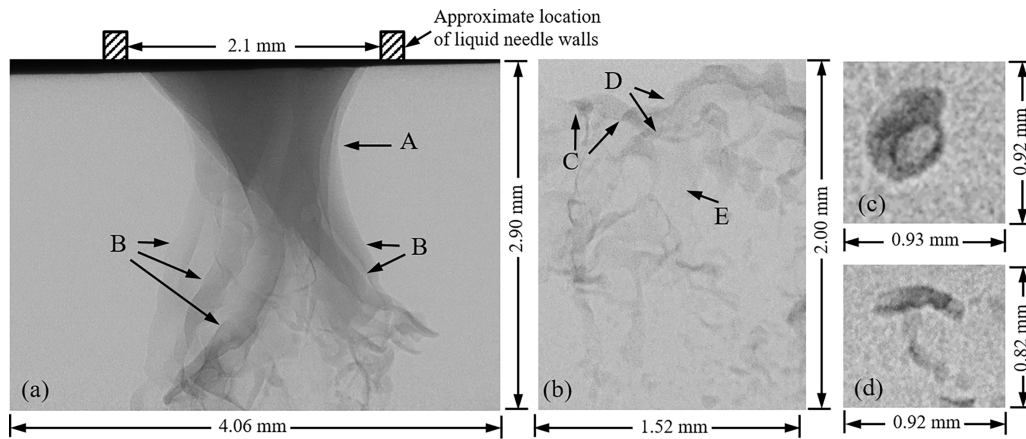 Approximate location
of liquid needle walls
2.1 mm
A
B
B
(a)
2.90 mm
4.06 mm
D
C
E
(b)
2.00 mm
1.52 mm
(c)
0.92 mm
0.93 mm
(d)
0.82 mm
0.92 mm